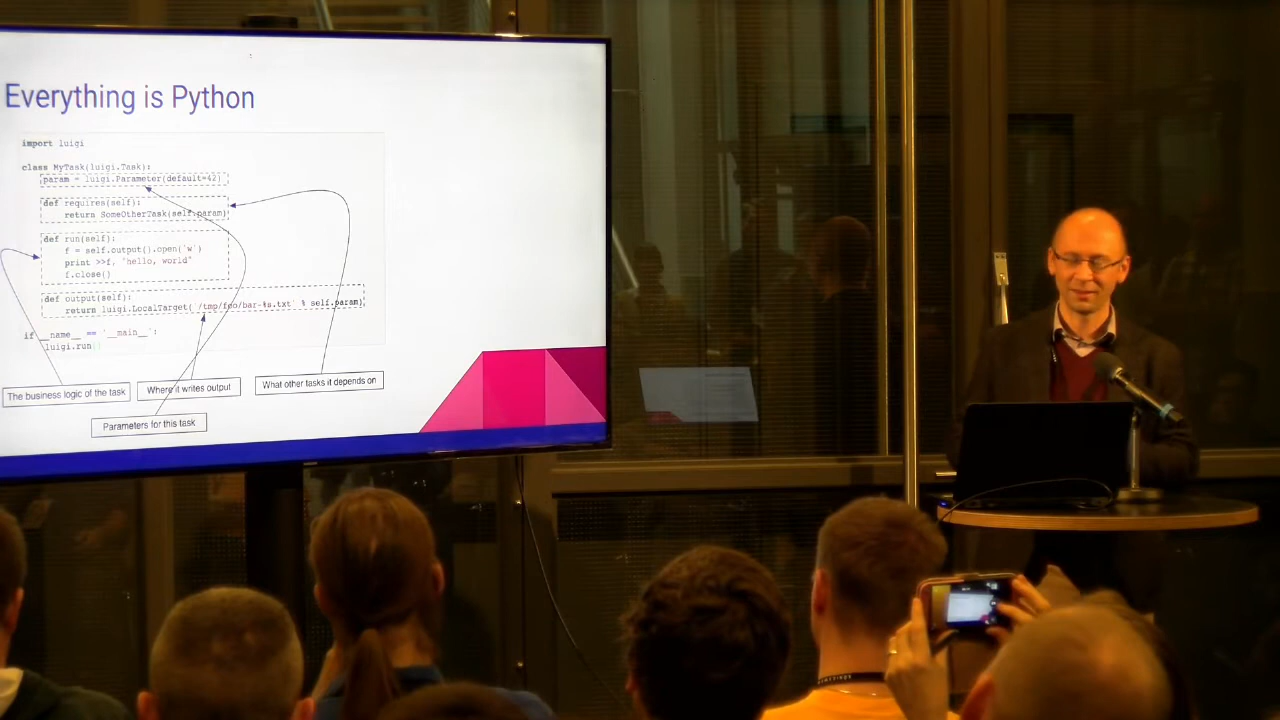 Everything is Python
import luigi
class MyTask(luigi.Task):
param = luigi.Parameter(default=42)
def requires(self):
return SomeOtherTask(self.param)
def run(self):
f = self.output().open('w')
print >>f, "hello, world"
f.close()
def output(self):
return luigi.LocalTarget('/tmp/foo/bar-%s.txt' % self.param)
if __name__ == '__main__':
luigi.run()
The business logic of the task
Where it writes output
What other tasks it depends on
Parameters for this task